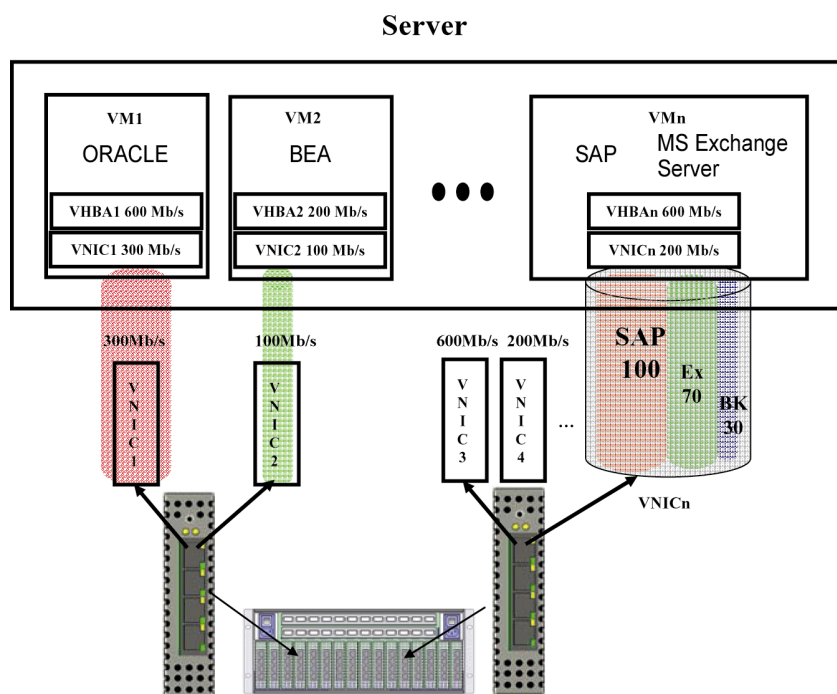 Server
VM1
ORACLE
VHBA1 600 Mb/s
VNIC1 300 Mb/s
VM2
BEA
VHBA2 200 Mb/s
VNIC2 100 Mb/s
VMn
SAP
MS Exchange
Server
VHBAn 600 Mb/s
VNICn 200 Mb/s
300Mb/s
VNIC1
100Mb/s
VNIC2
600Mb/s
VNIC3
200Mb/s
VNIC4
...
SAP
100
Ex
70
BK
30
VNICn